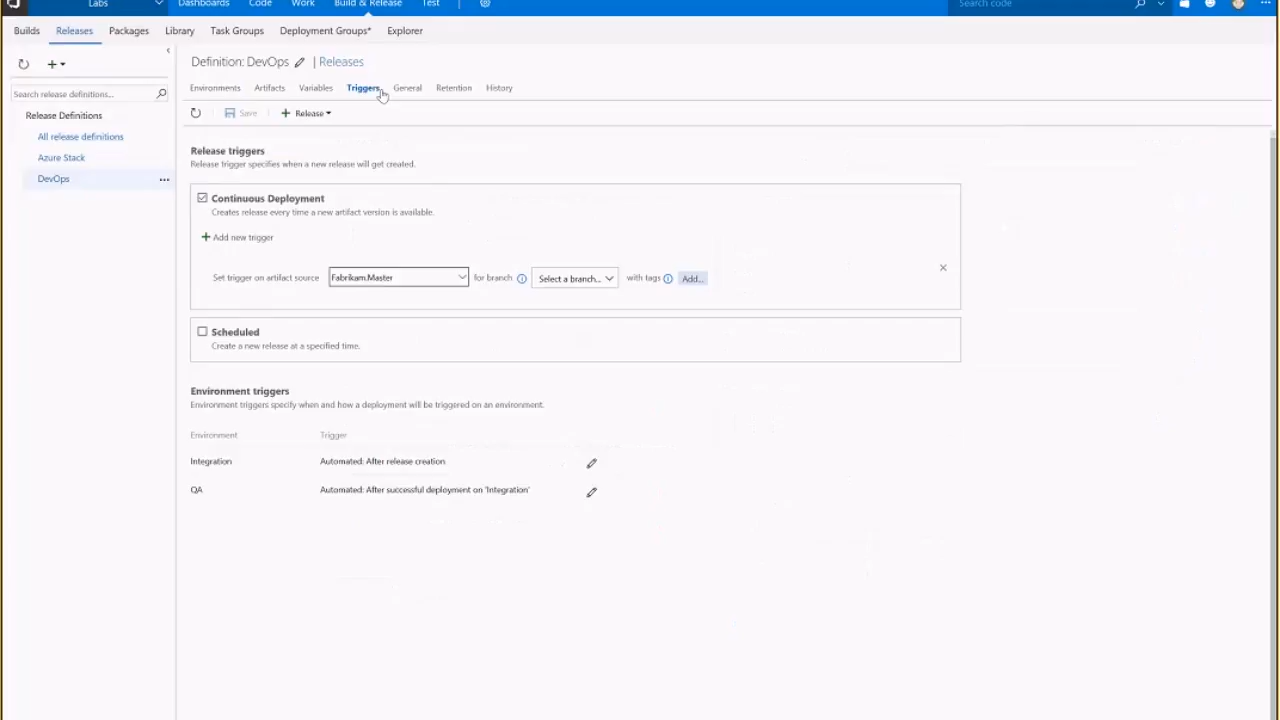 Labs Dashboards Code Work Build & Release Test Search code
Builds Releases Packages Library Task Groups Deployment Groups* Explorer
Definition: DevOps | Releases
Search release definitions...
Environments Artifacts Variables Triggers General Retention History
Save Release
Release Definitions
All release definitions
Azure Stack
DevOps
Release triggers
Release trigger specifies when a new release will get created.
Continuous Deployment
Creates release every time a new artifact version is available.
Add new trigger
Set trigger on artifact source Fabrikam.Master for branch Select a branch... with tags Add...
Scheduled
Create a new release at a specified time.
Environment triggers
Environment triggers specify when and how a deployment will be triggered on an environment.
Environment Trigger
Integration Automated: After release creation
QA Automated: After successful deployment on 'Integration'